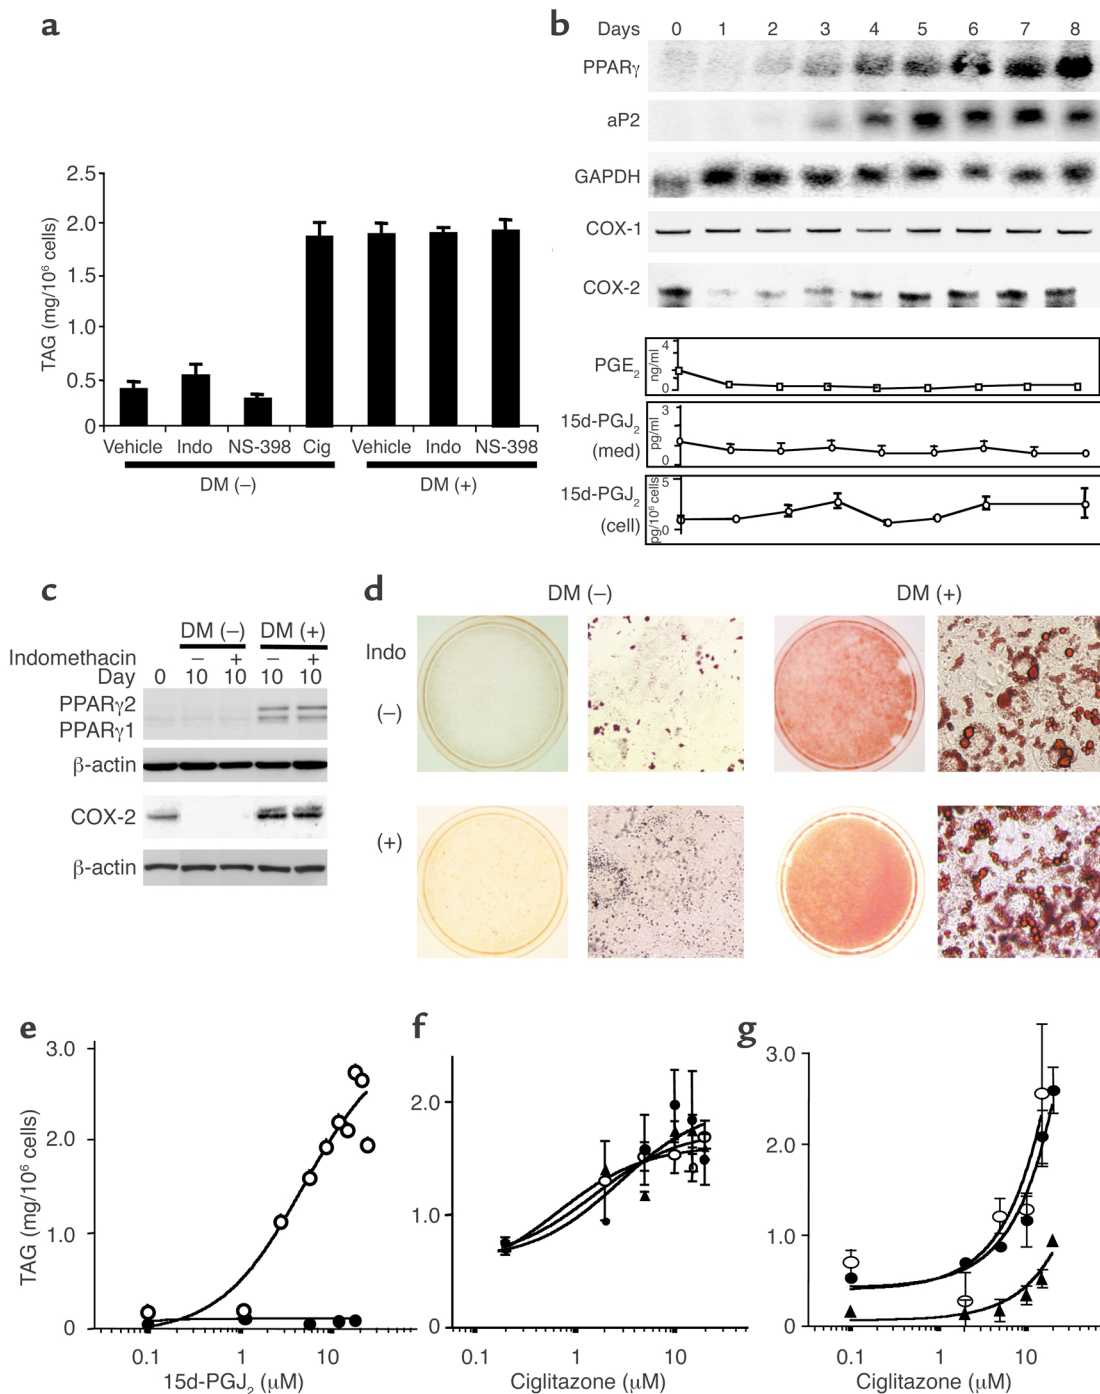 a
2.5
2.0
1.5
1.0
0.5
0
TAG (mg/10⁶ cells)
Vehicle Indo NS-398 Cig Vehicle Indo NS-398
DM (–) DM (+)
b
Days 0 1 2 3 4 5 6 7 8
PPARγ
aP2
GAPDH
COX-1
COX-2
PGE₂
4
0
ng/ml
15d-PGJ₂
(med)
3
0
pg/ml
15d-PGJ₂
(cell)
5
0
pg/10⁶ cells
c
DM (–) DM (+)
Indomethacin – + – +
Day 0 10 10 10 10
PPARγ2
PPARγ1
β-actin
COX-2
β-actin
d
DM (–) DM (+)
Indo
(–)
(+)
e
3.0
2.0
1.0
0
TAG (mg/10⁶ cells)
0.1 1 10
15d-PGJ₂ (μM)
f
2.0
1.0
0
0.1 1 10
Ciglitazone (μM)
g
3.0
2.0
1.0
0
0.1 1 10
Ciglitazone (μM)